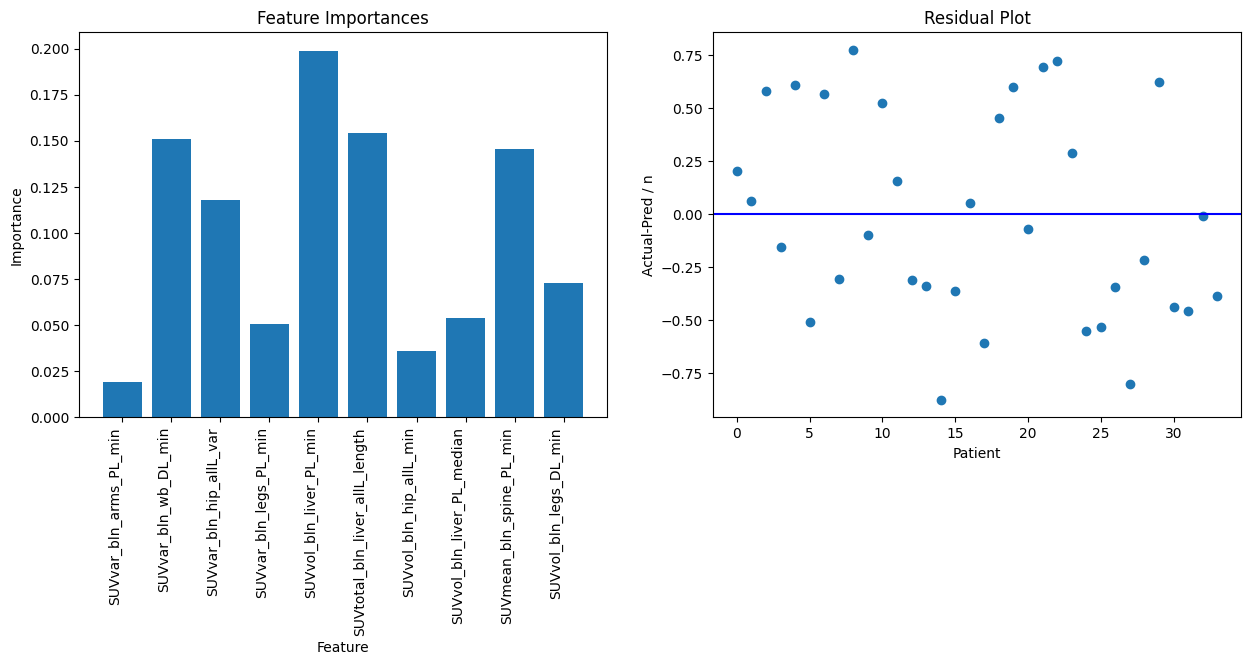 Feature Importances
Importance
0.200
0.175
0.150
0.125
0.100
0.075
0.050
0.025
0.000
SUVvar_bln_arms_PL_min
SUVvar_bln_wb_DL_min
SUVvar_bln_hip_allL_var
SUVvar_bln_legs_PL_min
SUVvol_bln_liver_PL_min
SUVtotal_bln_liver_allL_length
SUVvol_bln_hip_allL_min
SUVvol_bln_liver_PL_median
SUVmean_bln_spine_PL_min
SUVvol_bln_legs_DL_min
Feature
Residual Plot
Actual-Pred / n
0.75
0.50
0.25
0.00
−0.25
−0.50
−0.75
0 5 10 15 20 25 30
Patient